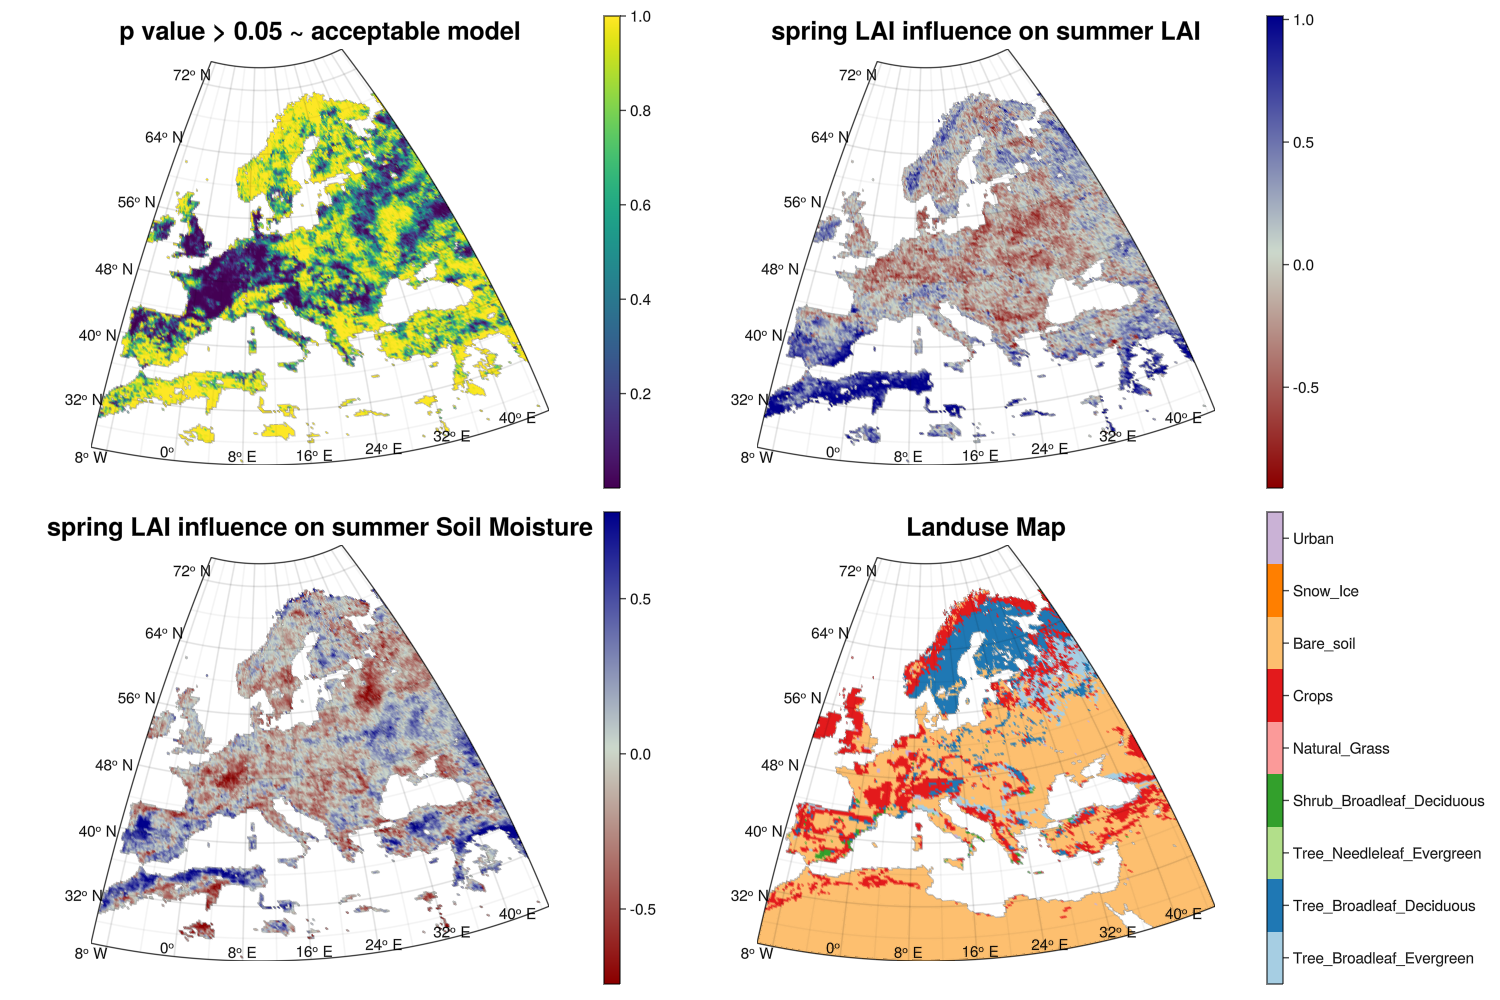 p value > 0.05 ~ acceptable model
72° N
64° N
56° N
48° N
40° N
32° N
8° W
0°
8° E
16° E
24° E
32° E
40° E
1.0
0.8
0.6
0.4
0.2
spring LAI influence on summer LAI
72° N
64° N
56° N
48° N
40° N
32° N
8° W
0°
8° E
16° E
24° E
32° E
40° E
1.0
0.5
0.0
-0.5
spring LAI influence on summer Soil Moisture
72° N
64° N
56° N
48° N
40° N
32° N
8° W
0°
8° E
16° E
24° E
32° E
40° E
0.5
0.0
-0.5
Landuse Map
72° N
64° N
56° N
48° N
40° N
32° N
8° W
0°
8° E
16° E
24° E
32° E
40° E
Urban
Snow_Ice
Bare_soil
Crops
Natural_Grass
Shrub_Broadleaf_Deciduous
Tree_Needleleaf_Evergreen
Tree_Broadleaf_Deciduous
Tree_Broadleaf_Evergreen